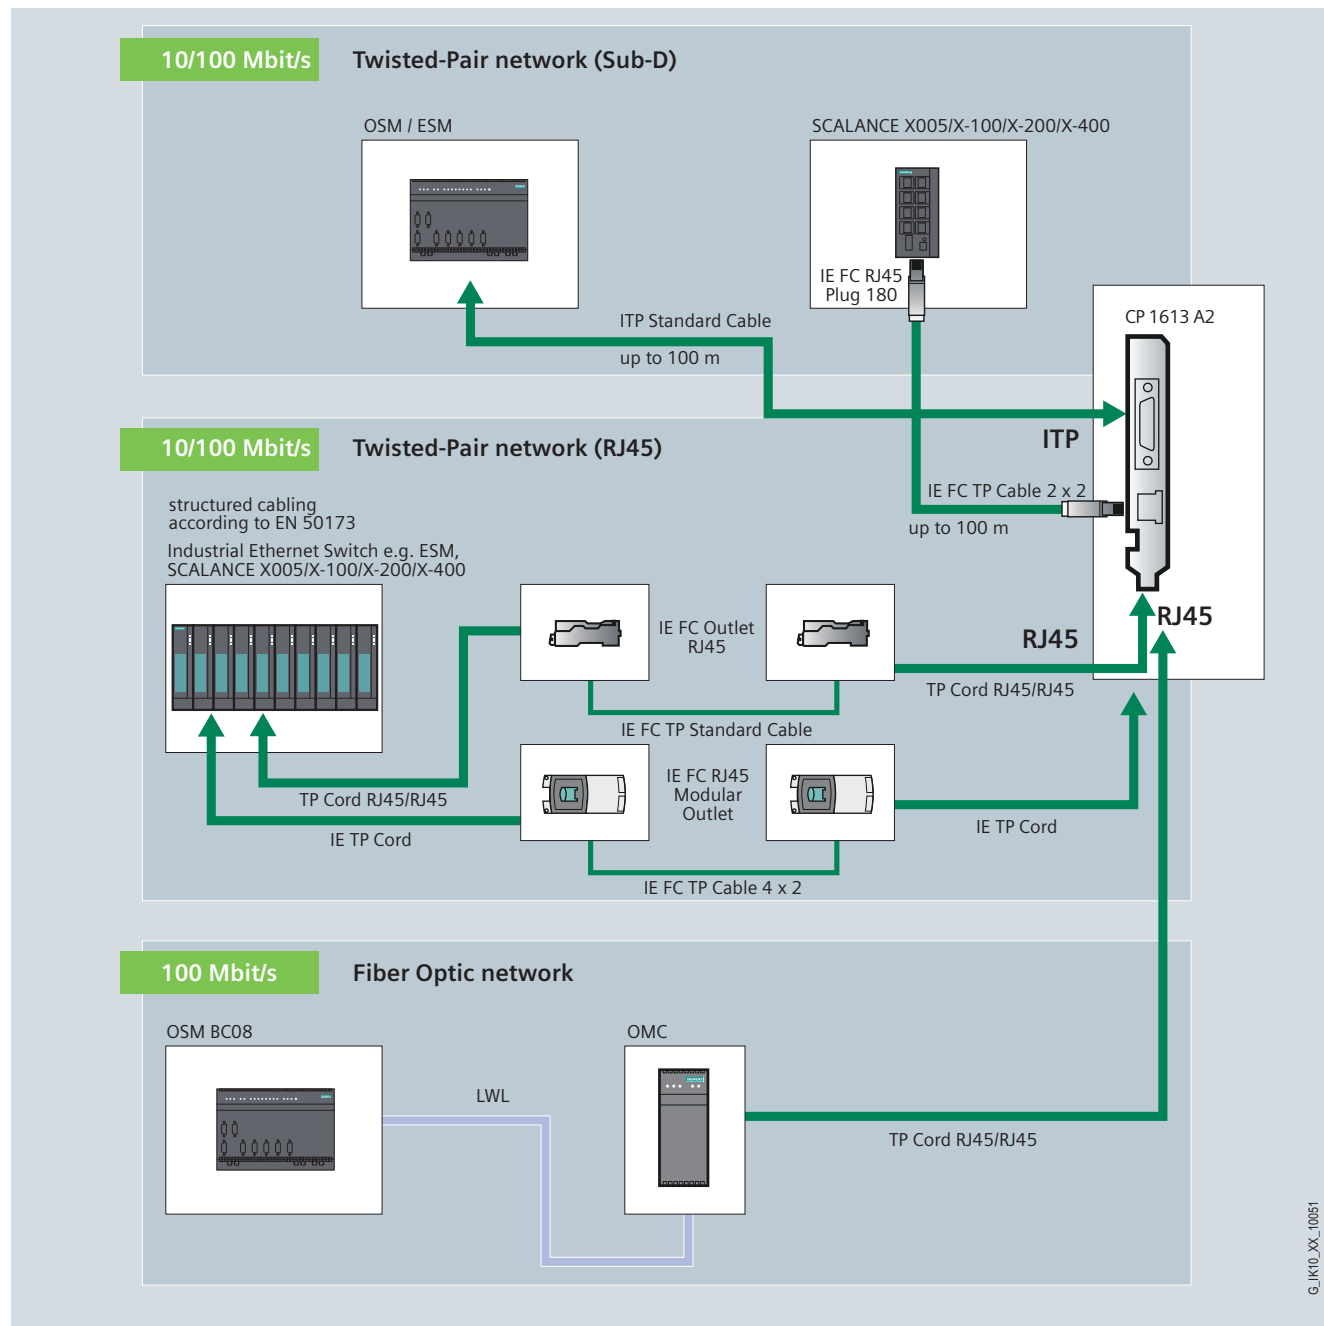 10/100 Mbit/s
Twisted-Pair network (Sub-D)
OSM / ESM
SCALANCE X005/X-100/X-200/X-400
IE FC RJ45
Plug 180
ITP Standard Cable
up to 100 m
CP 1613 A2
ITP
10/100 Mbit/s
Twisted-Pair network (RJ45)
IE FC TP Cable 2 x 2
up to 100 m
structured cabling
according to EN 50173
Industrial Ethernet Switch e.g. ESM,
SCALANCE X005/X-100/X-200/X-400
IE FC Outlet
RJ45
RJ45
RJ45
TP Cord RJ45/RJ45
IE FC TP Standard Cable
IE FC RJ45
Modular
Outlet
TP Cord RJ45/RJ45
IE TP Cord
IE TP Cord
IE FC TP Cable 4 x 2
100 Mbit/s
Fiber Optic network
OSM BC08
OMC
LWL
TP Cord RJ45/RJ45
G_IK10_XX_10051